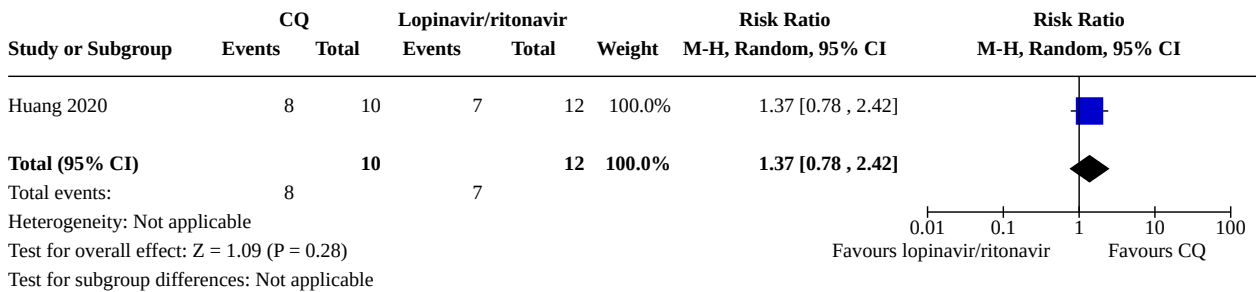 CQ Lopinavir/ritonavir Risk Ratio Risk Ratio
Study or Subgroup Events Total Events Total Weight M-H, Random, 95% CI M-H, Random, 95% CI
Huang 2020 8 10 7 12 100.0% 1.37 [0.78 , 2.42]
Total (95% CI) 10 12 100.0% 1.37 [0.78 , 2.42]
Total events: 8 7
Heterogeneity: Not applicable
0.01 0.1 1 10 100
Test for overall effect: Z = 1.09 (P = 0.28) Favours lopinavir/ritonavir Favours CQ
Test for subgroup differences: Not applicable